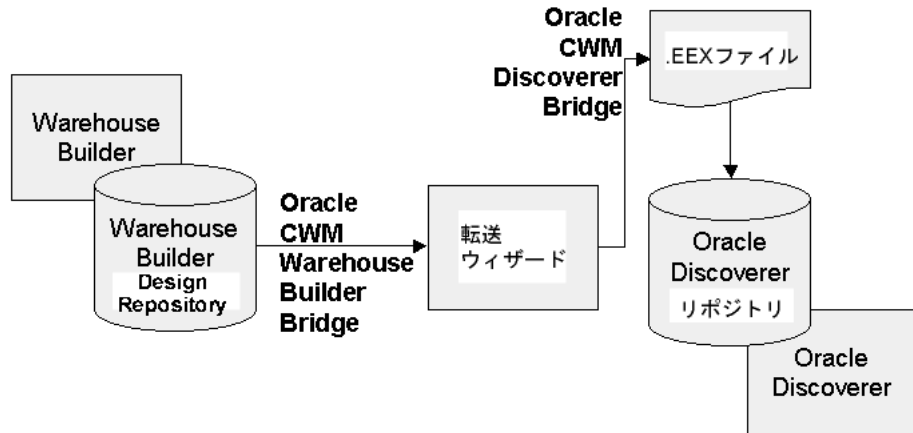 Warehouse
Builder
Warehouse
Builder
Design
Repository
Oracle
CWM
Warehouse
Builder
Bridge
転送
ウィザード
Oracle
CWM
Discoverer
Bridge
.EEXファイル
Oracle
Discoverer
リポジトリ
Oracle
Discoverer